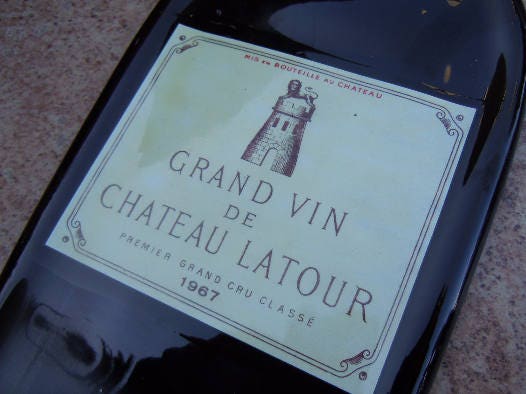 MIS EN BOUTEILLE AU CHATEAU
GRAND VIN
DE
CHATEAU LATOUR
PREMIER GRAND CRU CLASSÉ
1967